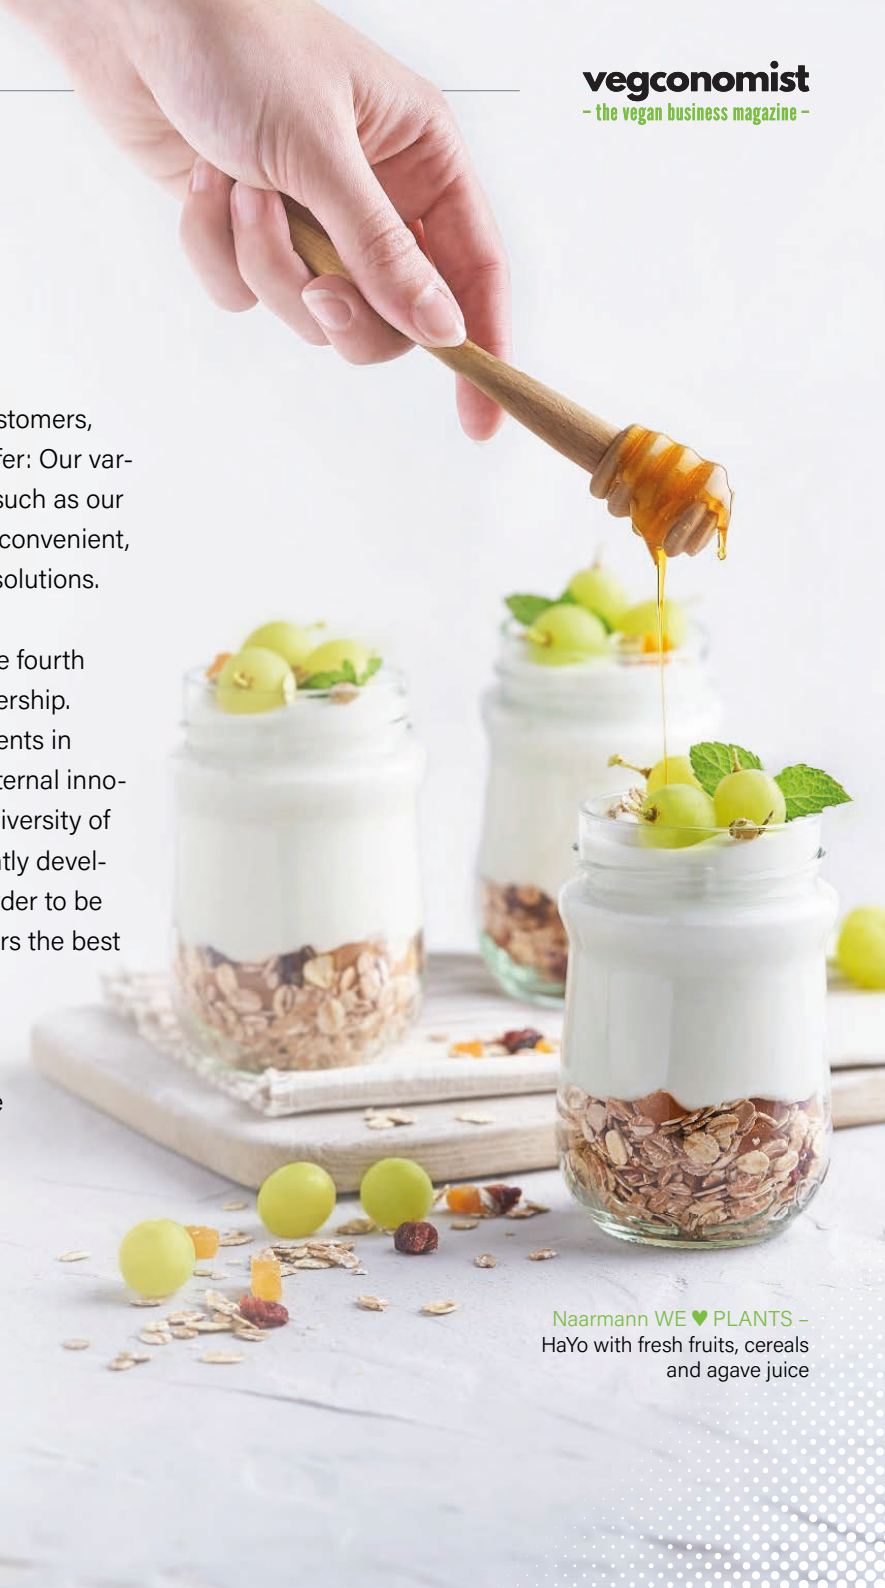 vegconomist
– the vegan business magazine –
stomers,
fer: Our var-
such as our
convenient,
solutions.
e fourth
ership.
ents in
ternal inno-
iversity of
tly devel-
der to be
rs the best
e
Naarmann WE ♥ PLANTS –
HaYo with fresh fruits, cereals
and agave juice